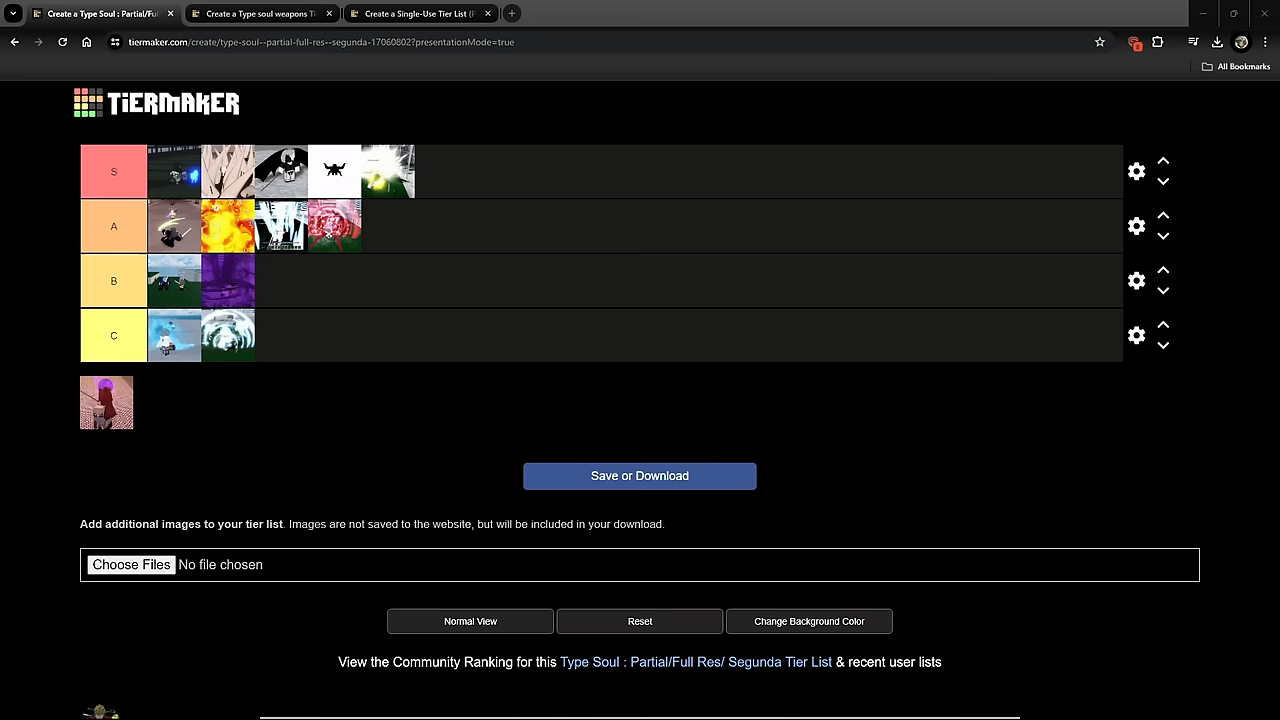 Create a Type Soul : Partial/Ful
Create a Type soul weapons Ti
Create a Single-Use Tier List (P
tiermaker.com/create/type-soul--partial-full-res--segunda-17060802?presentationMode=true
All Bookmarks
TiERMAKER
S
A
B
C
Save or Download
Add additional images to your tier list. Images are not saved to the website, but will be included in your download.
Choose Files No file chosen
Normal View
Reset
Change Background Color
View the Community Ranking for this Type Soul : Partial/Full Res/ Segunda Tier List & recent user lists